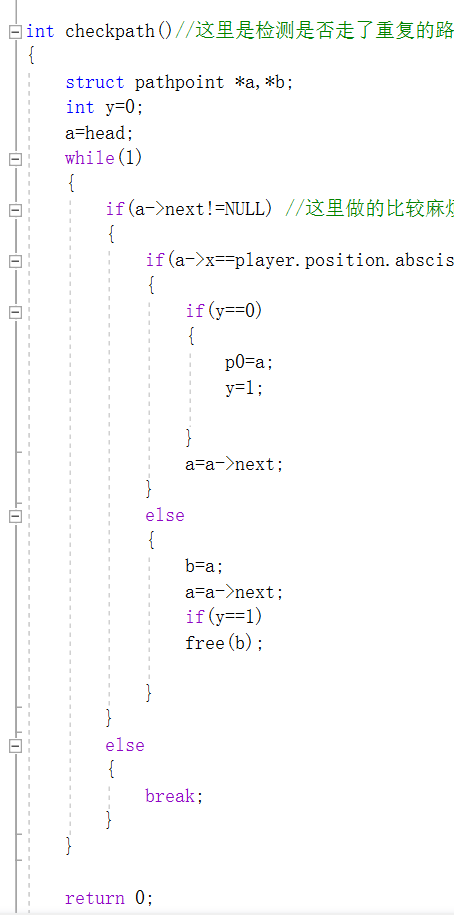 int checkpath()//这里是检测是否走了重复的路
{
struct pathpoint *a,*b;
int y=0;
a=head;
while(1)
{
if(a->next!=NULL) //这里做的比较麻烦
{
if(a->x==player.position.abscis
{
if(y==0)
{
p0=a;
y=1;
}
a=a->next;
}
else
{
b=a;
a=a->next;
if(y==1)
free(b);
}
}
else
{
break;
}
}
return 0;